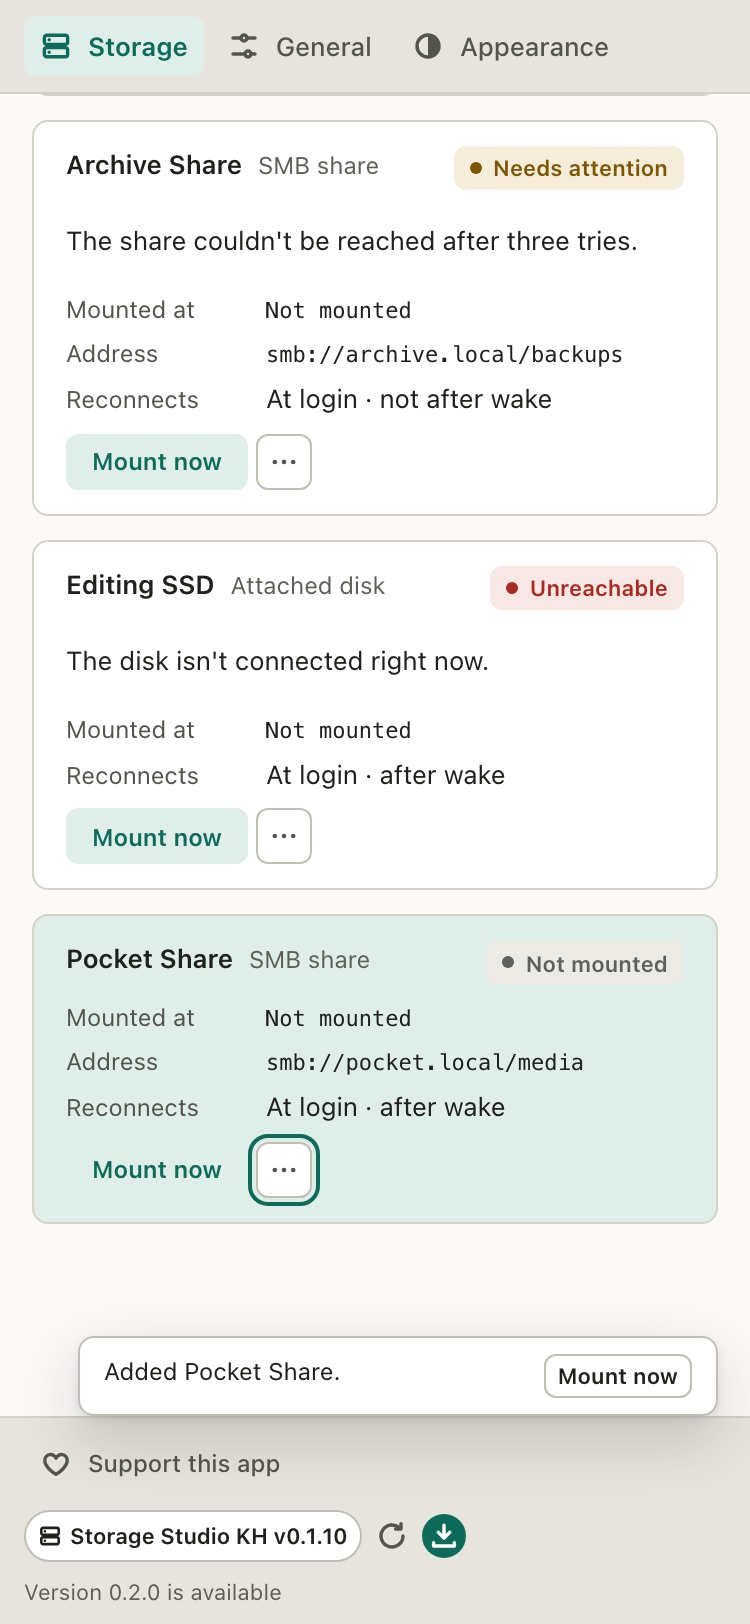 Storage General Appearance
Archive Share SMB share Needs attention
The share couldn't be reached after three tries.
Mounted at Not mounted
Address smb://archive.local/backups
Reconnects At login · not after wake
Mount now ···
Editing SSD Attached disk Unreachable
The disk isn't connected right now.
Mounted at Not mounted
Reconnects At login · after wake
Mount now ···
Pocket Share SMB share Not mounted
Mounted at Not mounted
Address smb://pocket.local/media
Reconnects At login · after wake
Mount now ···
Added Pocket Share. Mount now
Support this app
Storage Studio KH v0.1.10
Version 0.2.0 is available